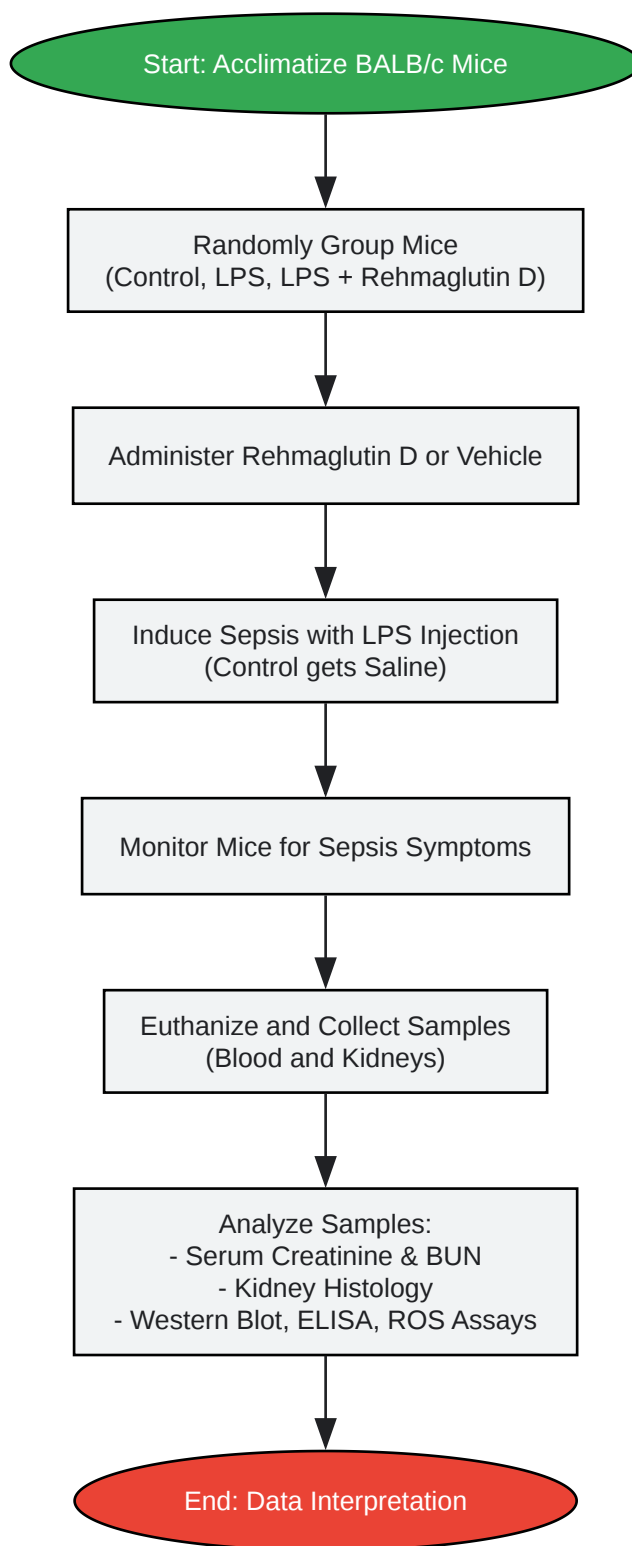 Start: Acclimatize BALB/c Mice
Randomly Group Mice
(Control, LPS, LPS + Rehmaglutin D)
Administer Rehmaglutin D or Vehicle
Induce Sepsis with LPS Injection
(Control gets Saline)
Monitor Mice for Sepsis Symptoms
Euthanize and Collect Samples
(Blood and Kidneys)
Analyze Samples:
- Serum Creatinine & BUN
- Kidney Histology
- Western Blot, ELISA, ROS Assays
End: Data Interpretation